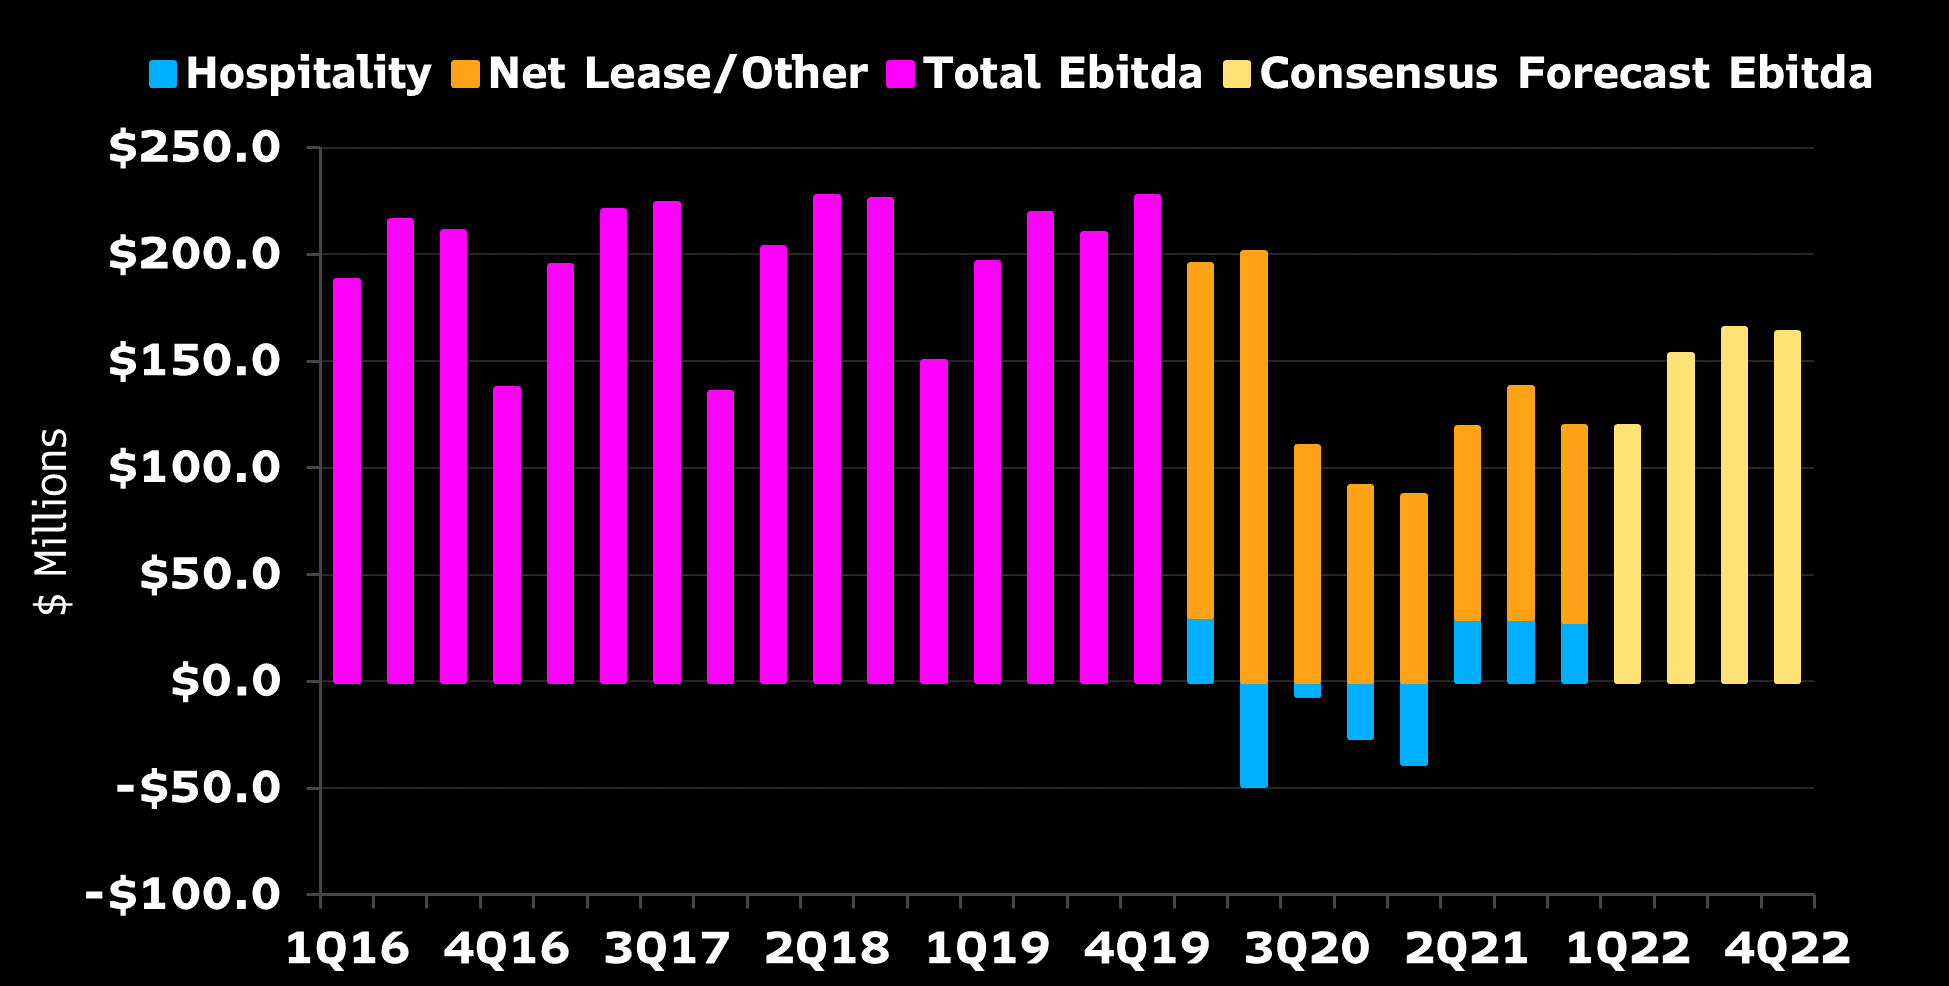 Hospitality Net Lease/Other Total Ebitda Consensus Forecast Ebitda
$250.0
$200.0
$150.0
$100.0
$50.0
$0.0
-$50.0
-$100.0
$ Millions
1Q16 4Q16 3Q17 2Q18 1Q19 4Q19 3Q20 2Q21 1Q22 4Q22